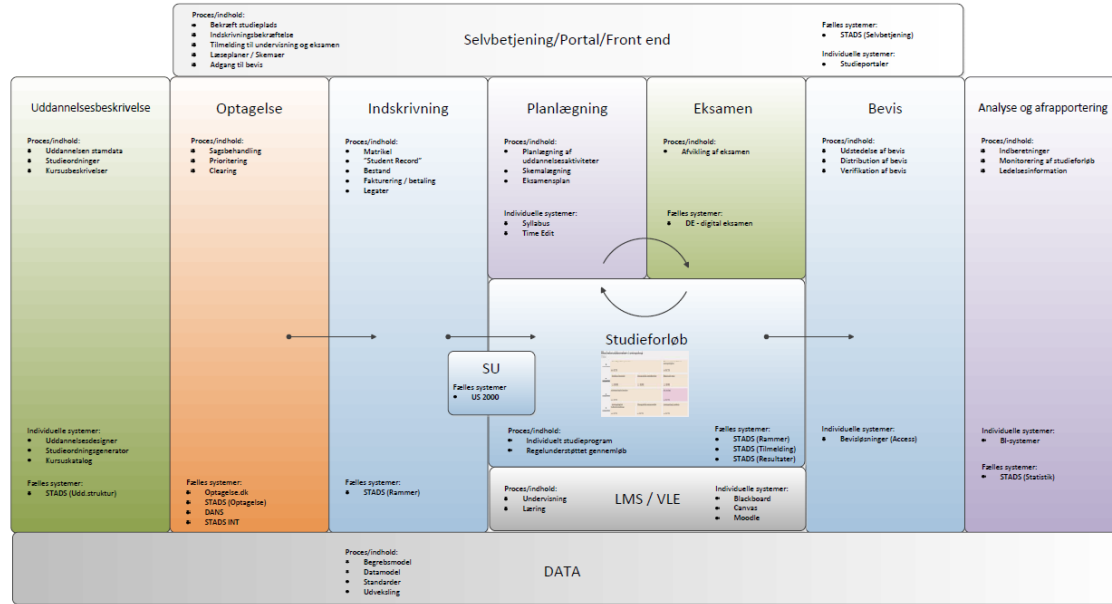 Proces/indhold:
Bekræft studieplads
Indskrivningsbekræftelse
Tilmelding til undervisning og eksamen
Læseplaner / Skemaer
Adgang til bevis
Selvbetjening/Portal/Front end
Fælles systemer:
STADS (Selvbetjening)
Individuelle systemer:
Studieportaler
Uddannelsesbeskrivelse
Proces/indhold:
Uddannelsen stamdata
Studieordninger
Kursusbeskrivelser
Individuelle systemer:
Uddannelsesdesigner
Studieordningsgenerator
Kursuskatalog
Fælles systemer:
STADS (Udd.struktur)
Optagelse
Proces/indhold:
Sagsbehandling
Prioritering
Clearing
Fælles systemer:
Optagelse.dk
STADS (Optagelse)
DANS
STADS INT
Indskrivning
Proces/indhold:
Matrikel
"Student Record"
Bestand
Fakturering / betaling
Legater
Fælles systemer:
STADS (Rammer)
SU
Fælles systemer
US 2000
Planlægning
Proces/indhold:
Planlægning af
uddannelsesaktiviteter
Skemalægning
Eksamensplan
Individuelle systemer:
Syllabus
Time Edit
Eksamen
Proces/indhold:
Afvikling af eksamen
Fælles systemer:
DE - digital eksamen
Studieforløb
Proces/indhold:
Individuelt studieprogram
Regelunderstøttet gennemløb
Fælles systemer:
STADS (Rammer)
STADS (Tilmelding)
STADS (Resultater)
LMS / VLE
Proces/indhold:
Undervisning
Læring
Individuelle systemer:
Blackboard
Canvas
Moodle
Bevis
Proces/indhold:
Udstedelse af bevis
Distribution af bevis
Verifikation af bevis
Individuelle systemer:
Bevisløsninger (Access)
Analyse og afrapportering
Proces/indhold:
Indberetninger
Monitorering af studieforløb
Ledelsesinformation
Individuelle systemer:
BI-systemer
Fælles systemer:
STADS (Statistik)
Proces/indhold:
Begrebsmodel
Datamodel
Standarder
Udveksling
DATA